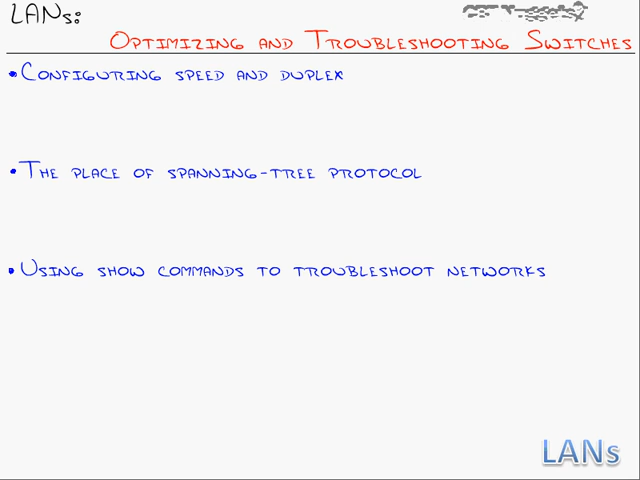 LANs:
Optimizing and Troubleshooting Switches
• Configuring speed and duplex
• The place of spanning-tree protocol
• Using show commands to troubleshoot networks
LANs